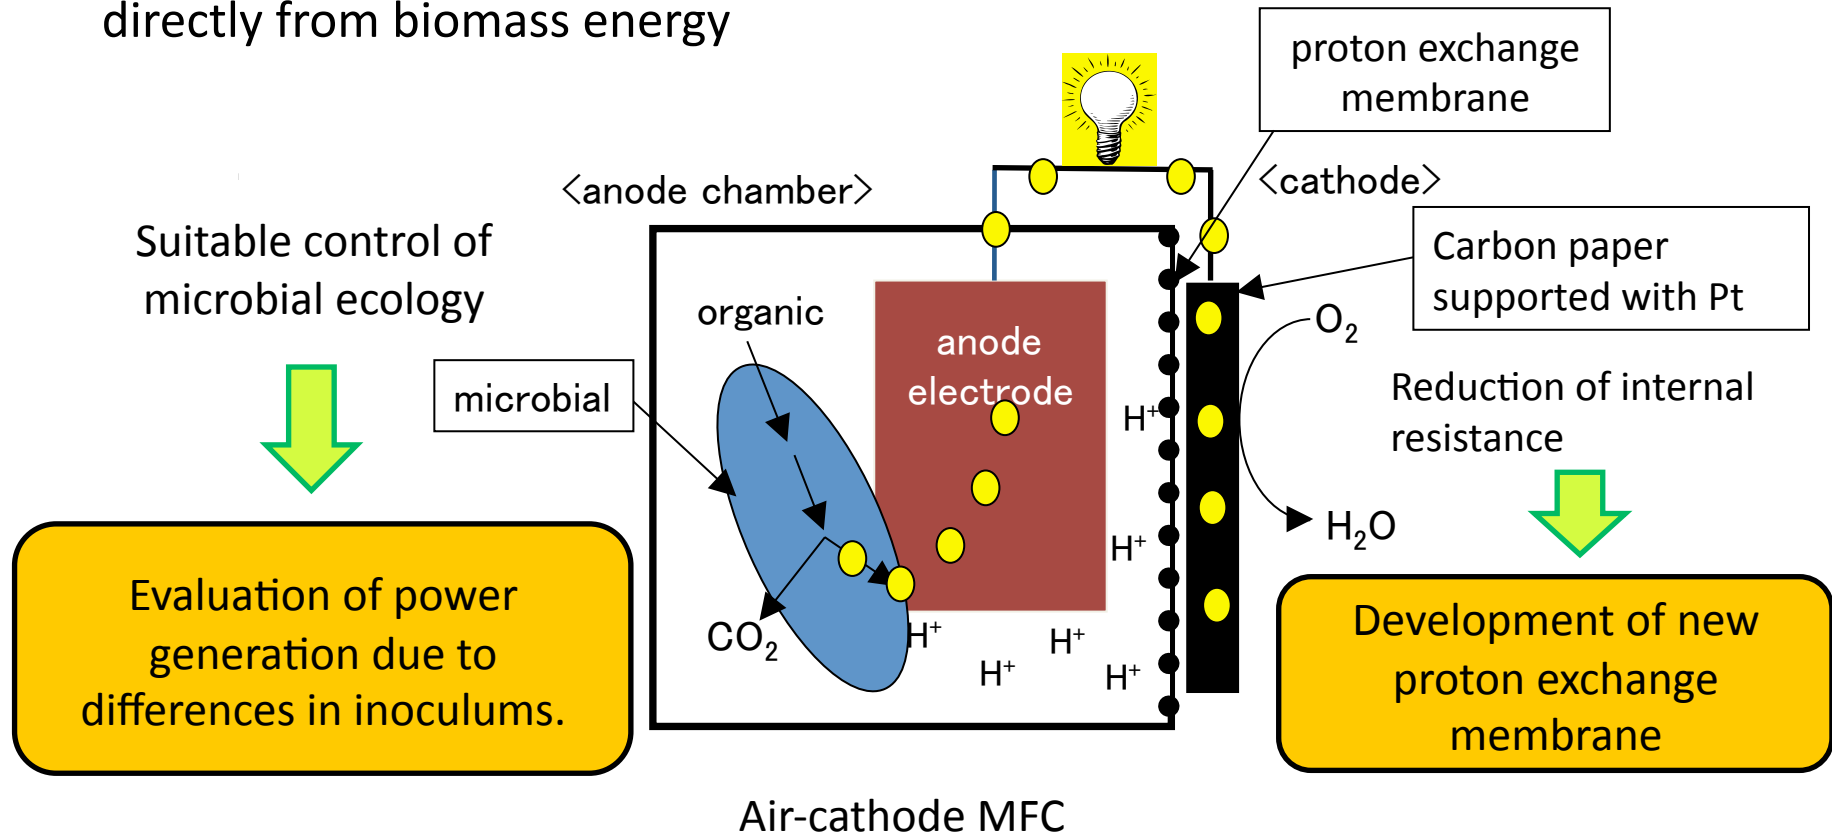 directly from biomass energy
proton exchange
membrane
<anode chamber>
<cathode>
Suitable control of
microbial ecology
Carbon paper
supported with Pt
organic
O₂
anode
electrode
microbial
Reduction of internal
resistance
H⁺
H₂O
H⁺
Evaluation of power
generation due to
differences in inoculums.
CO₂
H⁺
H⁺
H⁺
H⁺
Development of new
proton exchange
membrane
Air-cathode MFC